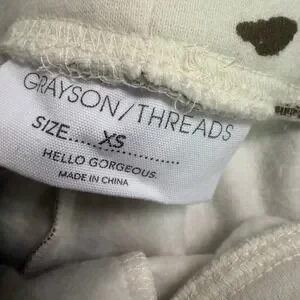 GRAYSON/THREADS
SIZE......XS..........
HELLO GORGEOUS.
MADE IN CHINA